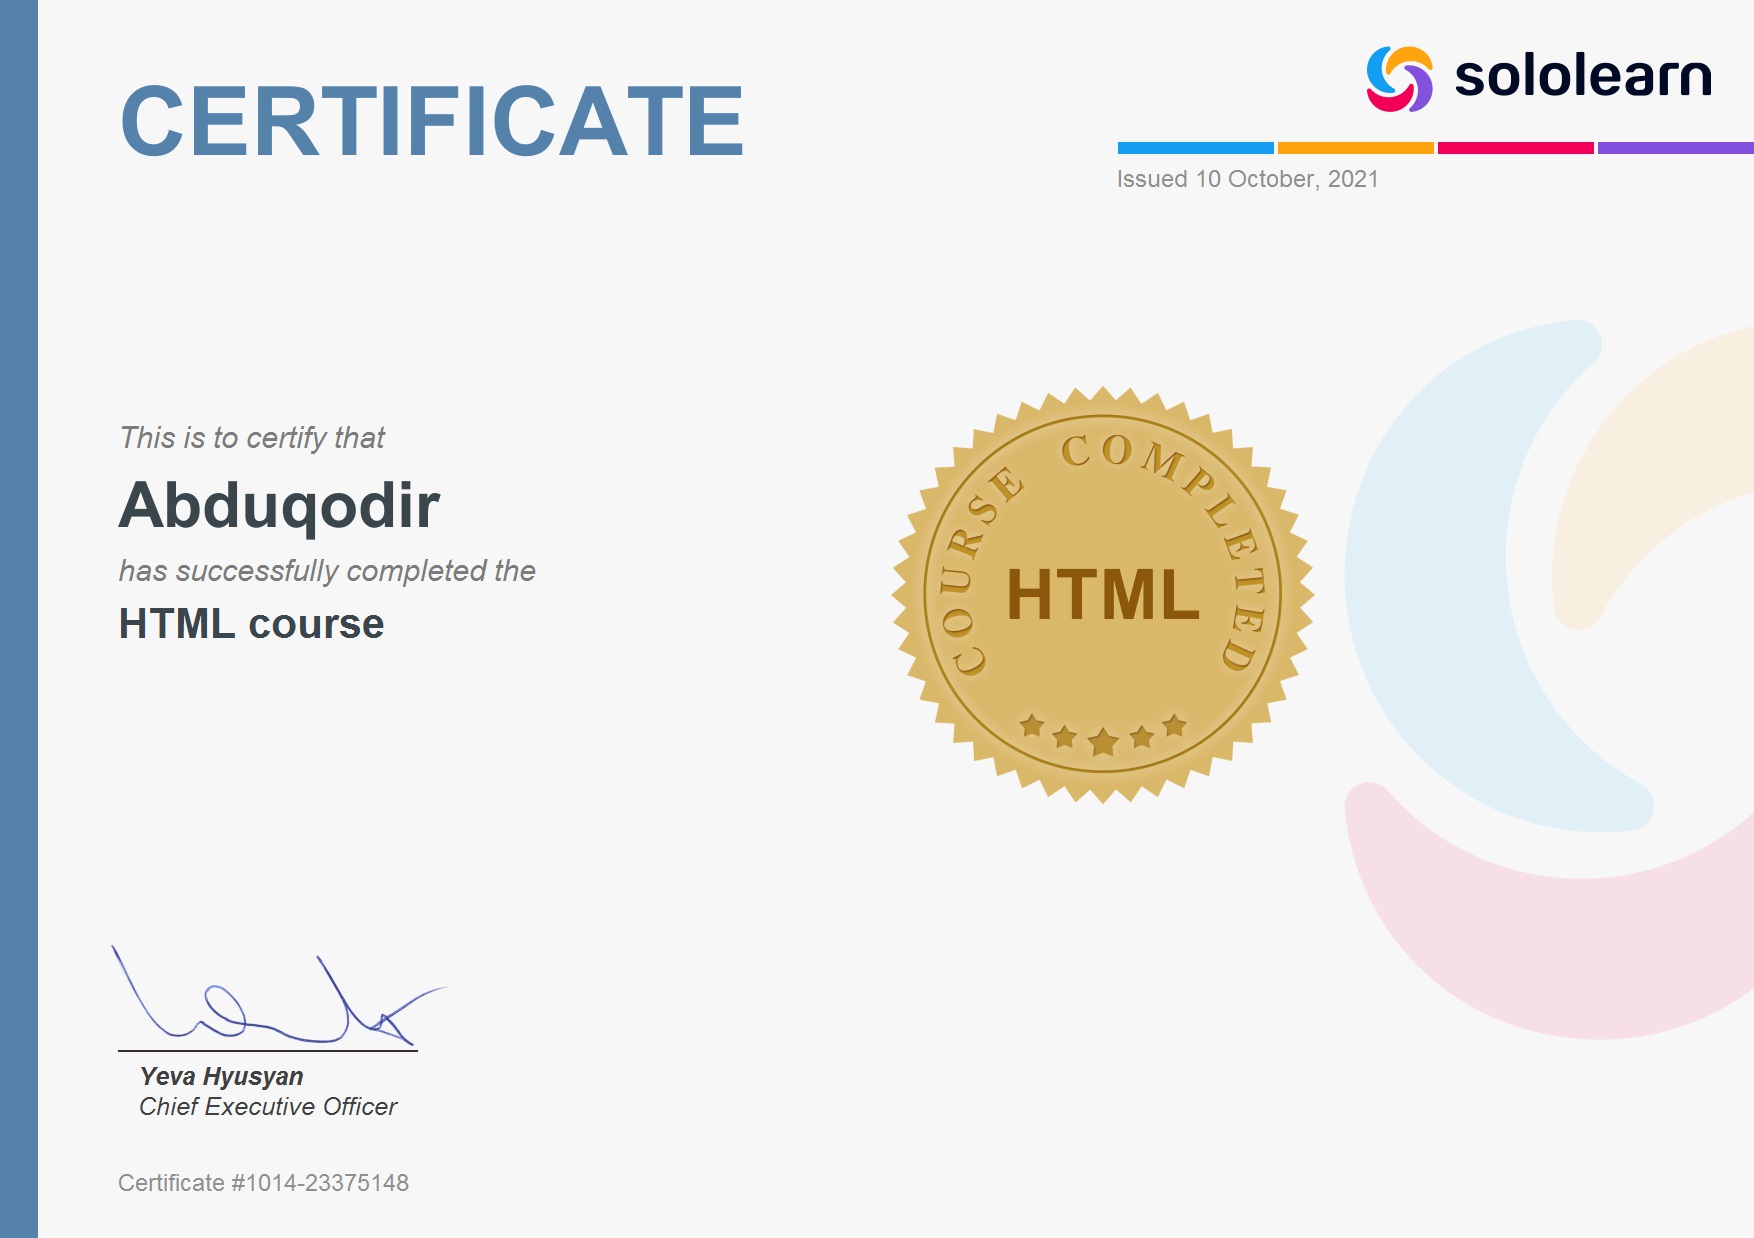 CERTIFICATE
sololearn
Issued 10 October, 2021
This is to certify that
Abduqodir
has successfully completed the
HTML course
COURSE COMPLETED
HTML
Yeva Hyusyan
Chief Executive Officer
Certificate #1014-23375148